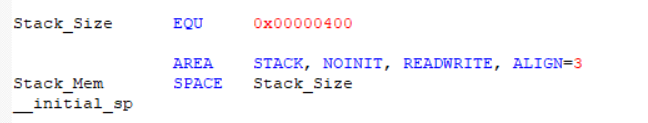 Stack_Size EQU 0x00000400
AREA STACK, NOINIT, READWRITE, ALIGN=3
Stack_Mem SPACE Stack_Size
__initial_sp